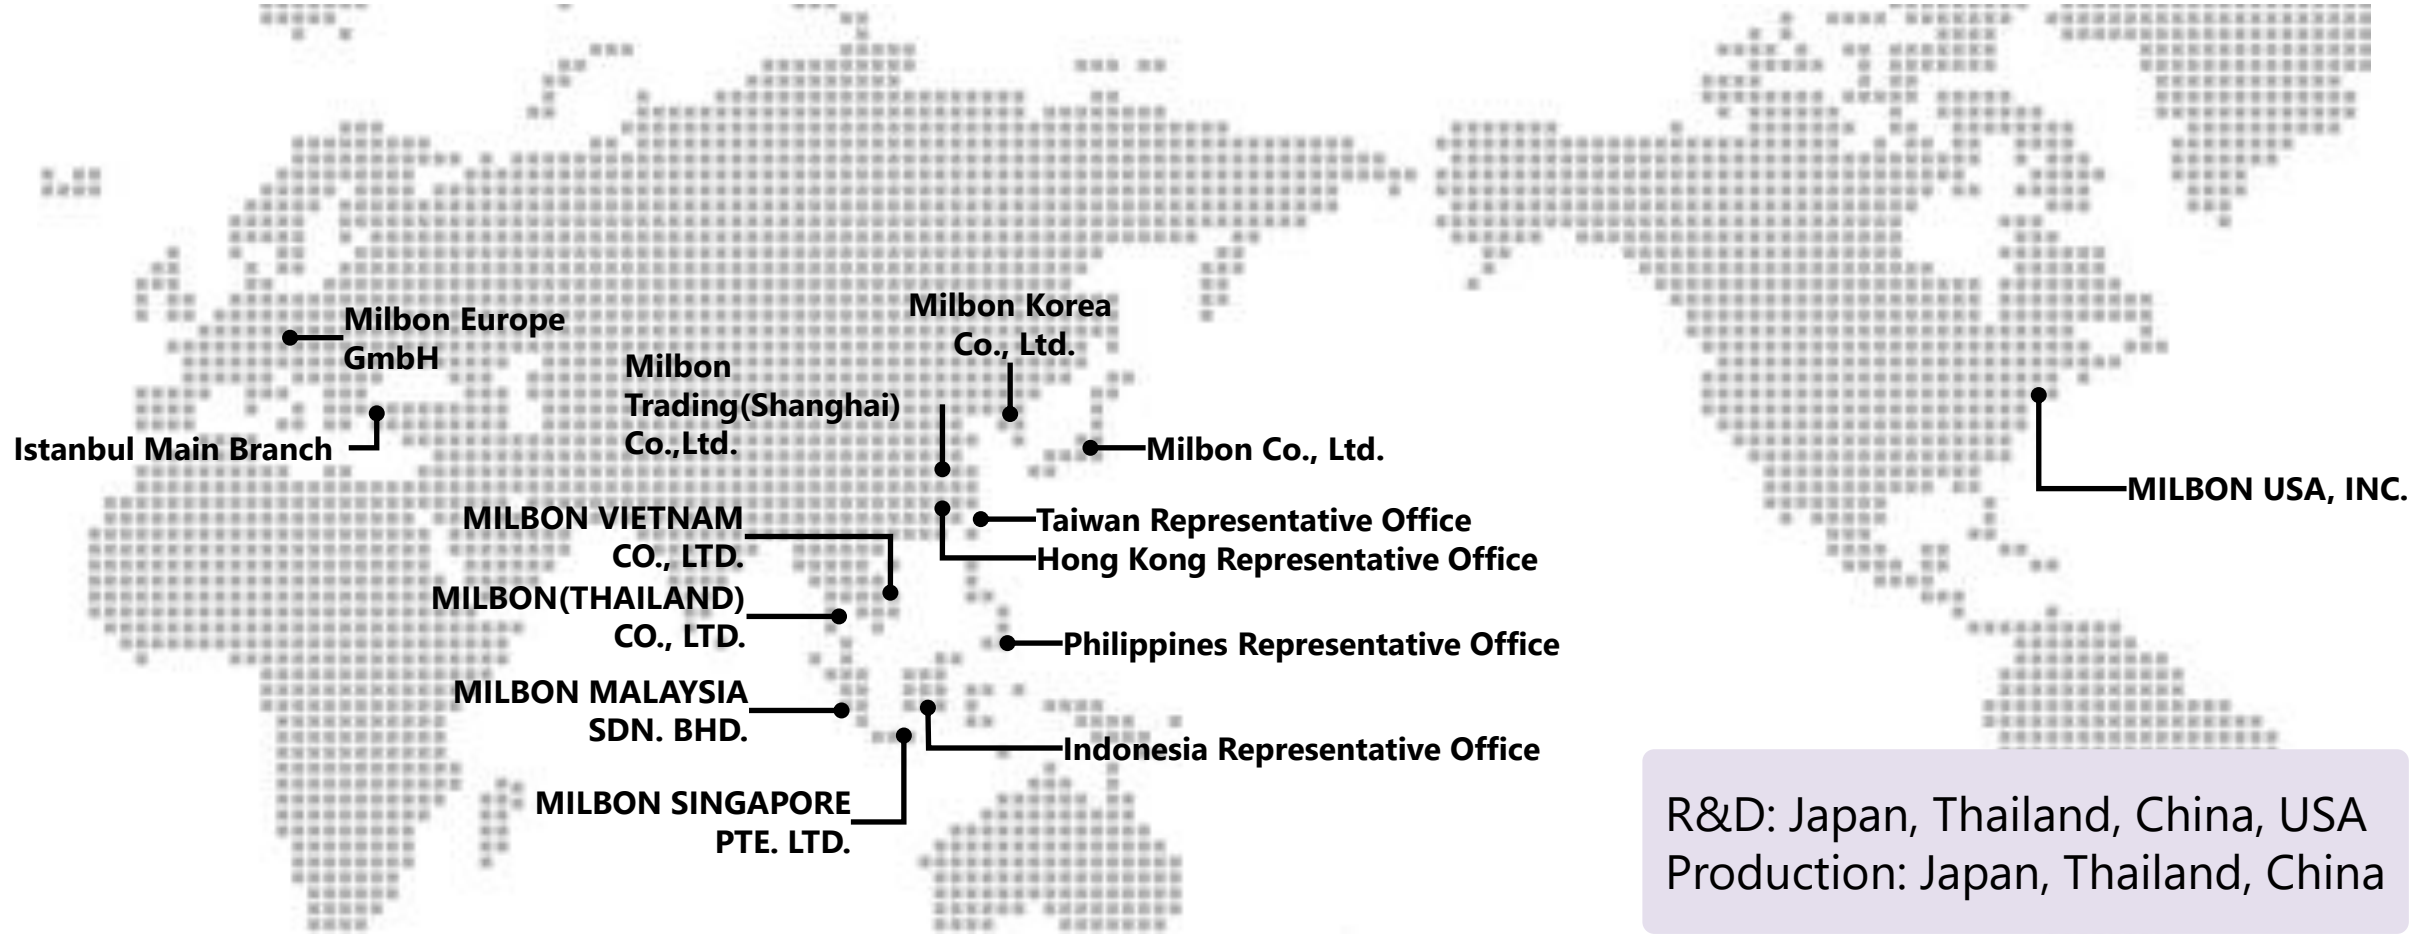 Milbon Europe
GmbH
Istanbul Main Branch
Milbon
Trading(Shanghai)
Co.,Ltd.
Milbon Korea
Co., Ltd.
Milbon Co., Ltd.
MILBON USA, INC.
MILBON VIETNAM
CO., LTD.
Taiwan Representative Office
Hong Kong Representative Office
MILBON(THAILAND)
CO., LTD.
Philippines Representative Office
MILBON MALAYSIA
SDN. BHD.
Indonesia Representative Office
MILBON SINGAPORE
PTE. LTD.
R&D: Japan, Thailand, China, USA
Production: Japan, Thailand, China